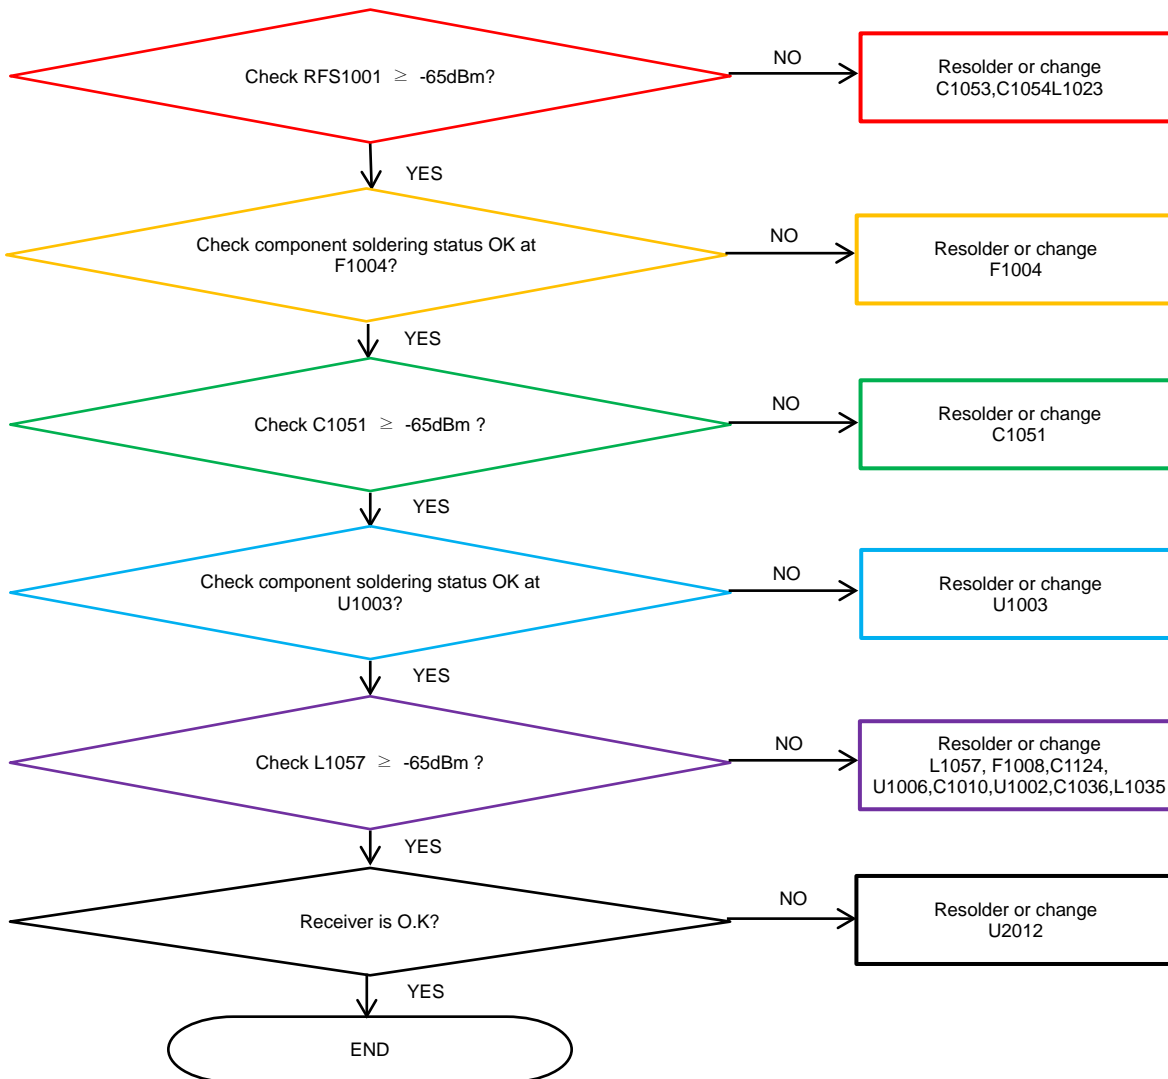 Check RFS1001 ≥ -65dBm?
NO
Resolder or change
C1053,C1054L1023
YES
Check component soldering status OK at
F1004?
NO
Resolder or change
F1004
YES
Check C1051 ≥ -65dBm ?
NO
Resolder or change
C1051
YES
Check component soldering status OK at
U1003?
NO
Resolder or change
U1003
YES
Check L1057 ≥ -65dBm ?
NO
Resolder or change
L1057, F1008,C1124,
U1006,C1010,U1002,C1036,L1035
YES
Receiver is O.K?
NO
Resolder or change
U2012
YES
END